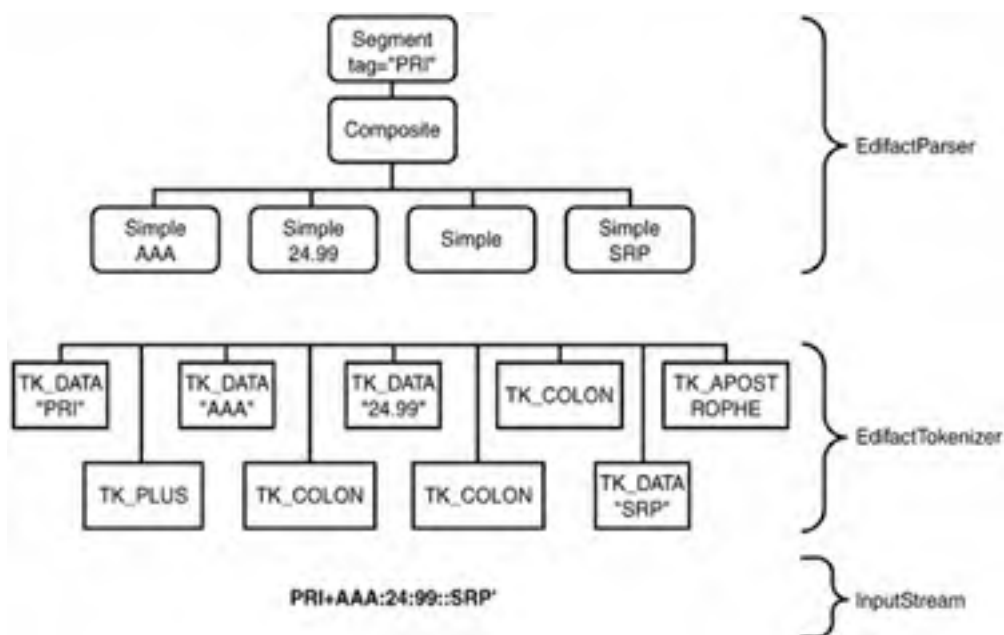 Segment
tag="PRI"
Composite
EdifactParser
Simple
AAA
Simple
24.99
Simple
Simple
SRP
TK_DATA
"PRI"
TK_DATA
"AAA"
TK_DATA
"24.99"
TK_COLON
TK_APOST
ROPHE
EdifactTokenizer
TK_PLUS
TK_COLON
TK_COLON
TK_DATA
"SRP"
PRI+AAA:24:99::SRP'
InputStream